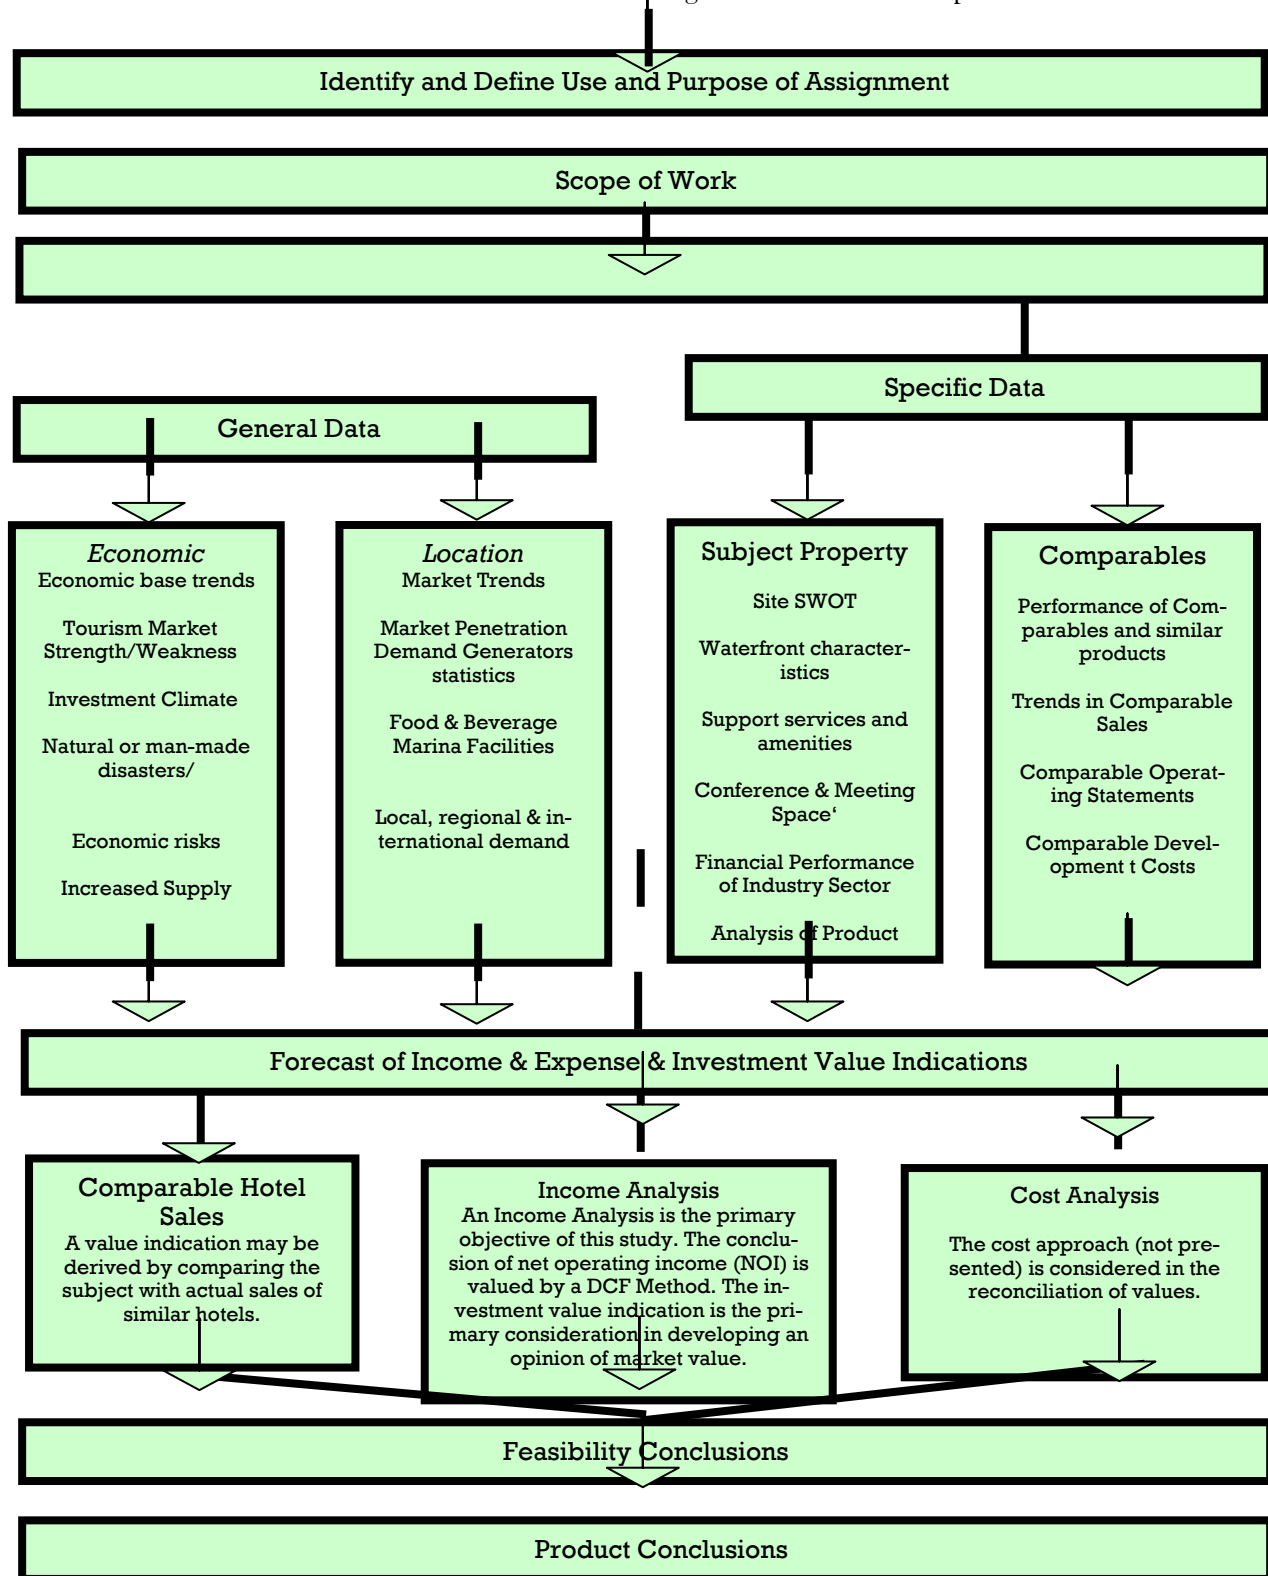 Identify and Define Use and Purpose of Assignment
Scope of Work
Specific Data
General Data
Economic
Economic base trends
Tourism Market
Strength/Weakness
Investment Climate
Natural or man-made
disasters/
Economic risks
Increased Supply
Location
Market Trends
Market Penetration
Demand Generators
statistics
Food & Beverage
Marina Facilities
Local, regional & in-
ternational demand
Subject Property
Site SWOT
Waterfront character-
istics
Support services and
amenities
Conference & Meeting
Space‘
Financial Performance
of Industry Sector
Analysis of Product
Comparables
Performance of Com-
parables and similar
products
Trends in Comparable
Sales
Comparable Operat-
ing Statements
Comparable Devel-
opment t Costs
Forecast of Income & Expense & Investment Value Indications
Comparable Hotel
Sales
A value indication may be
derived by comparing the
subject with actual sales of
similar hotels.
Income Analysis
An Income Analysis is the primary
objective of this study. The conclu-
sion of net operating income (NOI) is
valued by a DCF Method. The in-
vestment value indication is the pri-
mary consideration in developing an
opinion of market value.
Cost Analysis
The cost approach (not pre-
sented) is considered in the
reconciliation of values.
Feasibility Conclusions
Product Conclusions